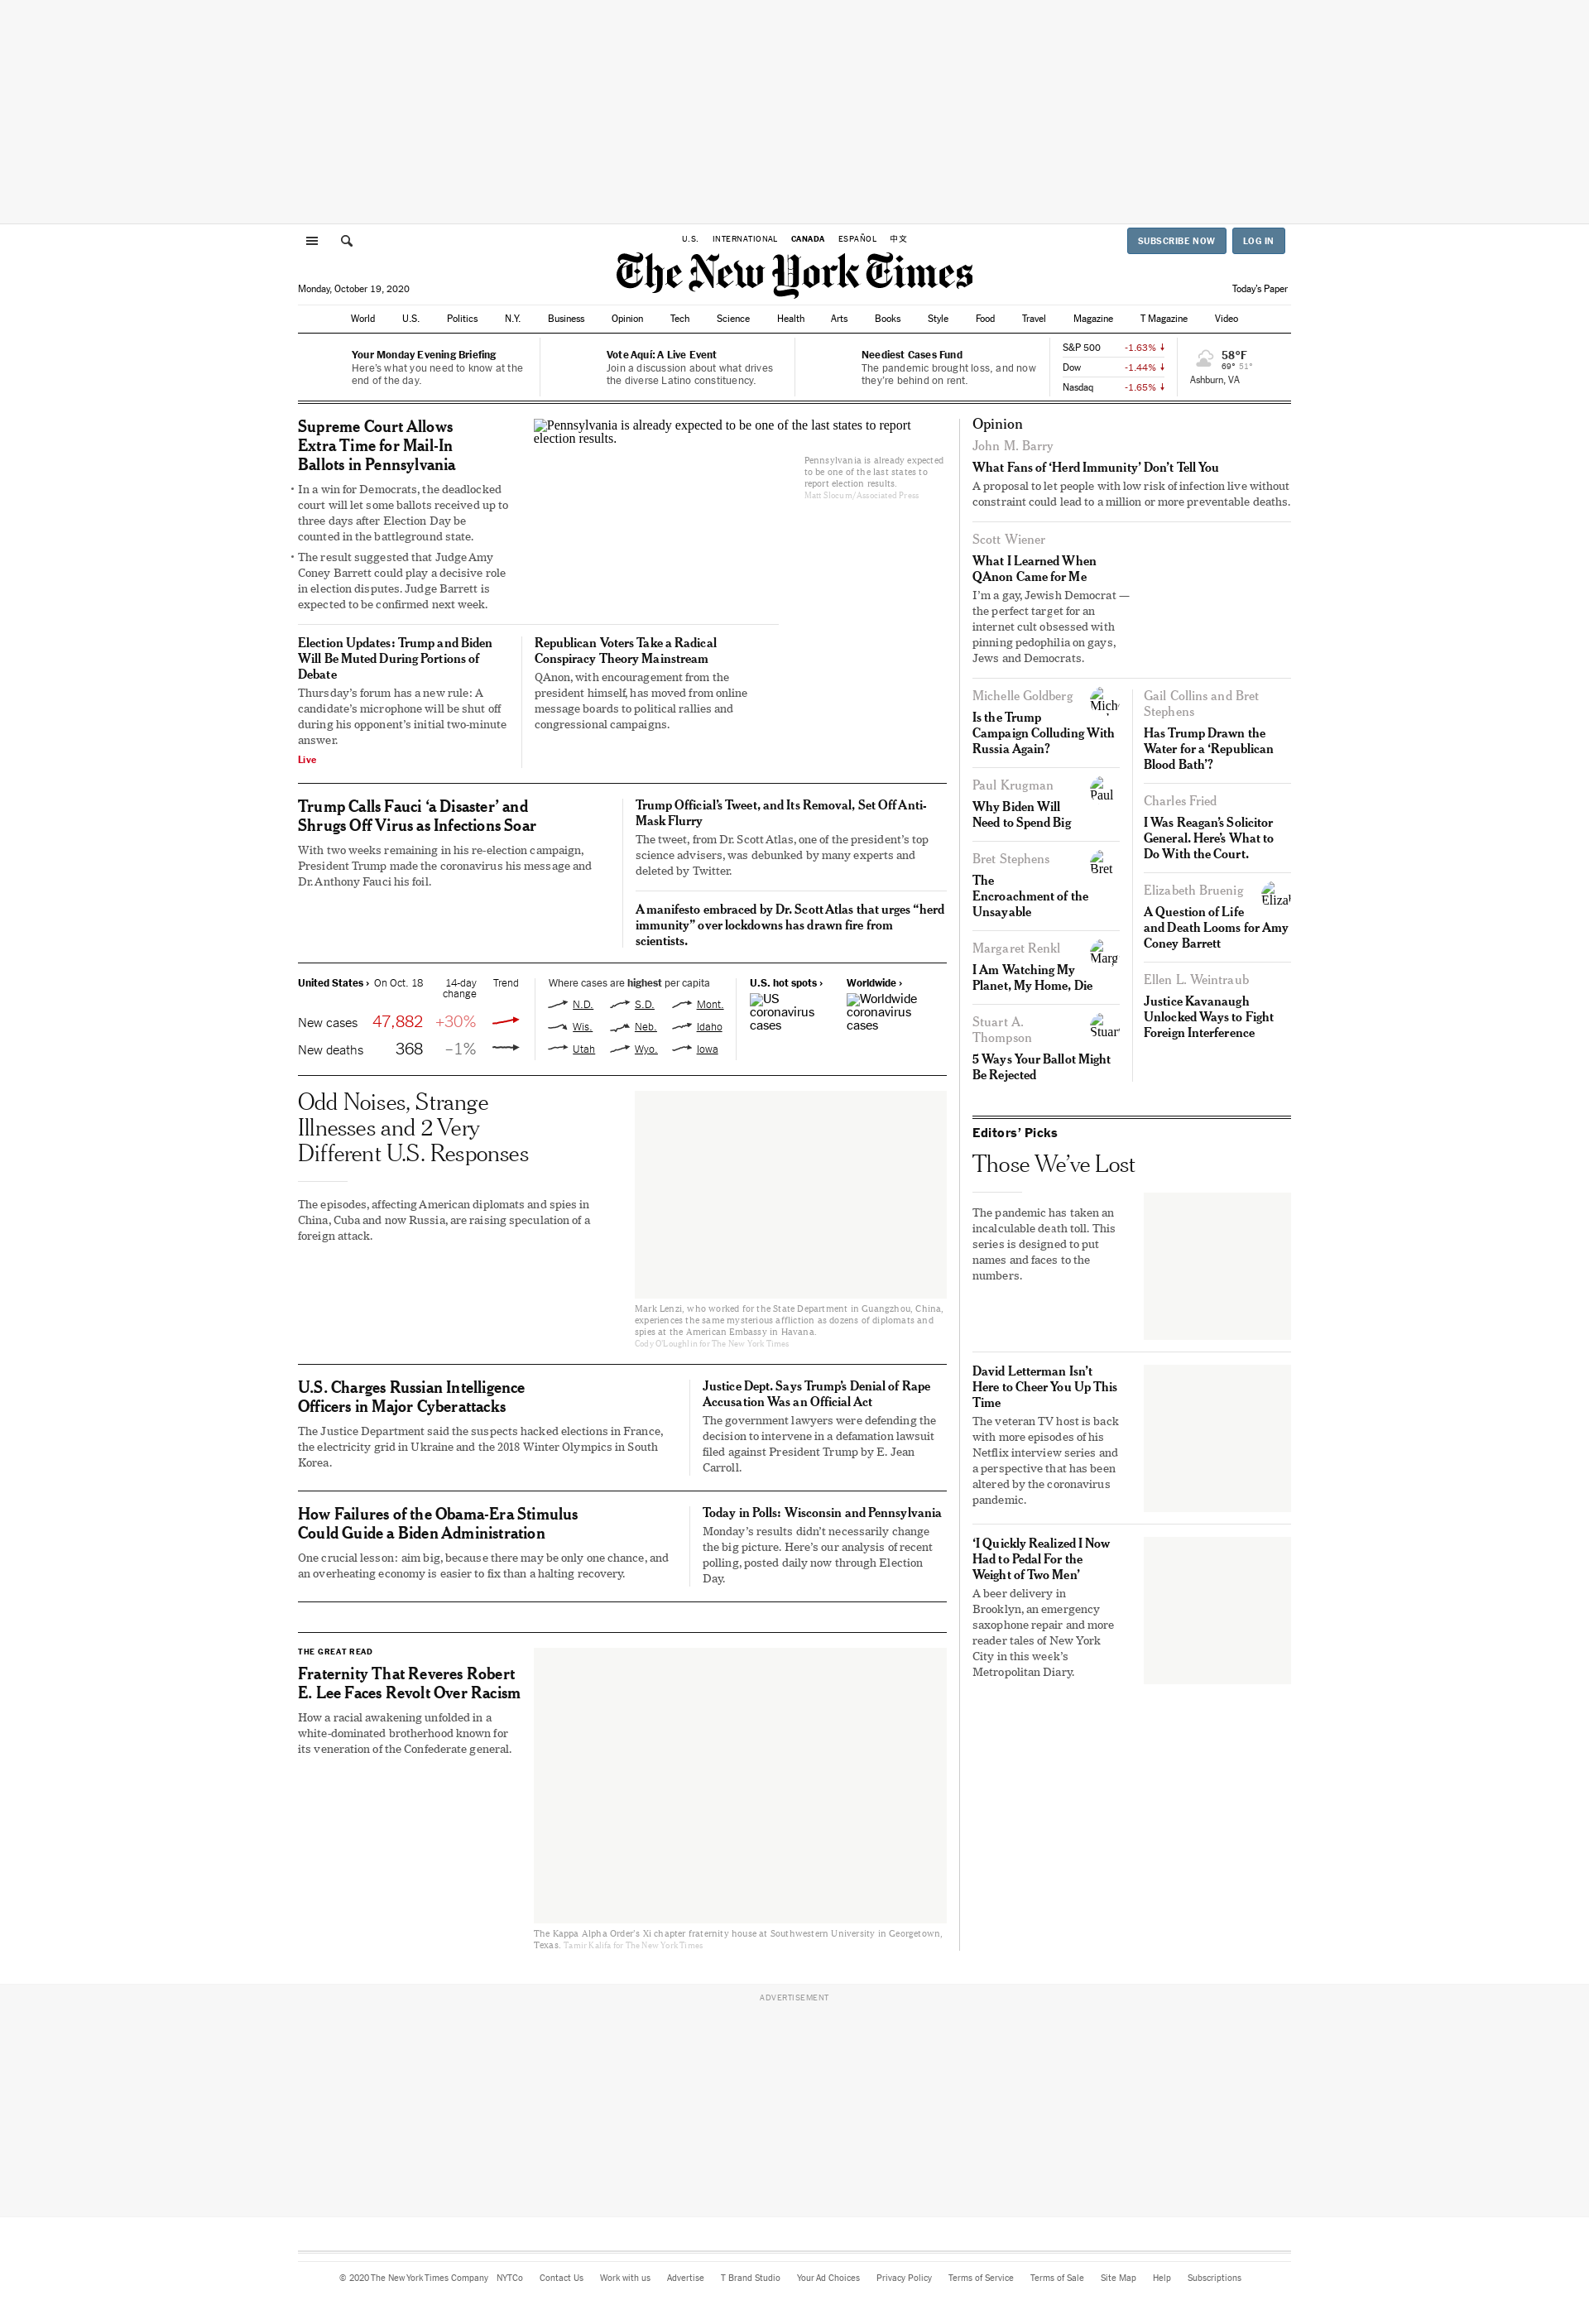 U.S.
INTERNATIONAL
CANADA
ESPAÑOL
中文
SUBSCRIBE NOW
LOG IN
The New York Times
Monday, October 19, 2020
Today's Paper
World
U.S.
Politics
N.Y.
Business
Opinion
Tech
Science
Health
Arts
Books
Style
Food
Travel
Magazine
T Magazine
Video
Your Monday Evening Briefing
Here's what you need to know at the
end of the day.
Vote Aquí: A Live Event
Join a discussion about what drives
the diverse Latino constituency.
Neediest Cases Fund
The pandemic brought loss, and now
they're behind on rent.
S&P 500 -1.63% ↓
Dow -1.44% ↓
Nasdaq -1.65% ↓
58°F
69° 51°
Ashburn, VA
Supreme Court Allows
Extra Time for Mail-In
Ballots in Pennsylvania
• In a win for Democrats, the deadlocked
court will let some ballots received up to
three days after Election Day be
counted in the battleground state.
• The result suggested that Judge Amy
Coney Barrett could play a decisive role
in election disputes. Judge Barrett is
expected to be confirmed next week.
Pennsylvania is already expected to be one of the last states to report
election results.
Pennsylvania is already expected
to be one of the last states to
report election results.
Matt Slocum/Associated Press
Election Updates: Trump and Biden
Will Be Muted During Portions of
Debate
Thursday's forum has a new rule: A
candidate's microphone will be shut off
during his opponent's initial two-minute
answer.
Live
Republican Voters Take a Radical
Conspiracy Theory Mainstream
QAnon, with encouragement from the
president himself, has moved from online
message boards to political rallies and
congressional campaigns.
Trump Calls Fauci ‘a Disaster’ and
Shrugs Off Virus as Infections Soar
With two weeks remaining in his re-election campaign,
President Trump made the coronavirus his message and
Dr. Anthony Fauci his foil.
Trump Official's Tweet, and Its Removal, Set Off Anti-
Mask Flurry
The tweet, from Dr. Scott Atlas, one of the president's top
science advisers, was debunked by many experts and
deleted by Twitter.
A manifesto embraced by Dr. Scott Atlas that urges “herd
immunity” over lockdowns has drawn fire from
scientists.
United States › On Oct. 18 14-day Trend
change
New cases 47,882 +30%
New deaths 368 –1%
Where cases are highest per capita
N.D. S.D. Mont.
Wis. Neb. Idaho
Utah Wyo. Iowa
U.S. hot spots ›
US
coronavirus
cases
Worldwide ›
Worldwide
coronavirus
cases
Odd Noises, Strange
Illnesses and 2 Very
Different U.S. Responses
The episodes, affecting American diplomats and spies in
China, Cuba and now Russia, are raising speculation of a
foreign attack.
Mark Lenzi, who worked for the State Department in Guangzhou, China,
experiences the same mysterious affliction as dozens of diplomats and
spies at the American Embassy in Havana.
Cody O'Loughlin for The New York Times
U.S. Charges Russian Intelligence
Officers in Major Cyberattacks
The Justice Department said the suspects hacked elections in France,
the electricity grid in Ukraine and the 2018 Winter Olympics in South
Korea.
Justice Dept. Says Trump's Denial of Rape
Accusation Was an Official Act
The government lawyers were defending the
decision to intervene in a defamation lawsuit
filed against President Trump by E. Jean
Carroll.
How Failures of the Obama-Era Stimulus
Could Guide a Biden Administration
One crucial lesson: aim big, because there may be only one chance, and
an overheating economy is easier to fix than a halting recovery.
Today in Polls: Wisconsin and Pennsylvania
Monday's results didn't necessarily change
the big picture. Here's our analysis of recent
polling, posted daily now through Election
Day.
THE GREAT READ
Fraternity That Reveres Robert
E. Lee Faces Revolt Over Racism
How a racial awakening unfolded in a
white-dominated brotherhood known for
its veneration of the Confederate general.
The Kappa Alpha Order's Xi chapter fraternity house at Southwestern University in Georgetown,
Texas. Tamir Kalifa for The New York Times
Opinion
John M. Barry
What Fans of ‘Herd Immunity’ Don't Tell You
A proposal to let people with low risk of infection live without
constraint could lead to a million or more preventable deaths.
Scott Wiener
What I Learned When
QAnon Came for Me
I'm a gay, Jewish Democrat —
the perfect target for an
internet cult obsessed with
pinning pedophilia on gays,
Jews and Democrats.
Michelle Goldberg
Is the Trump
Campaign Colluding With
Russia Again?
Paul Krugman
Paul
Why Biden Will
Need to Spend Big
Bret Stephens
Bret
The
Encroachment of the
Unsayable
Margaret Renkl
I Am Watching My
Planet, My Home, Die
Stuart A.
Thompson
Stuart
5 Ways Your Ballot Might
Be Rejected
Gail Collins and Bret
Stephens
Has Trump Drawn the
Water for a ‘Republican
Blood Bath’?
Charles Fried
I Was Reagan's Solicitor
General. Here's What to
Do With the Court.
Elizabeth Bruenig
A Question of Life
and Death Looms for Amy
Coney Barrett
Ellen L. Weintraub
Justice Kavanaugh
Unlocked Ways to Fight
Foreign Interference
Editors' Picks
Those We've Lost
The pandemic has taken an
incalculable death toll. This
series is designed to put
names and faces to the
numbers.
David Letterman Isn't
Here to Cheer You Up This
Time
The veteran TV host is back
with more episodes of his
Netflix interview series and
a perspective that has been
altered by the coronavirus
pandemic.
‘I Quickly Realized I Now
Had to Pedal For the
Weight of Two Men’
A beer delivery in
Brooklyn, an emergency
saxophone repair and more
reader tales of New York
City in this week's
Metropolitan Diary.
ADVERTISEMENT
© 2020 The New York Times Company
NYTCo
Contact Us
Work with us
Advertise
T Brand Studio
Your Ad Choices
Privacy Policy
Terms of Service
Terms of Sale
Site Map
Help
Subscriptions